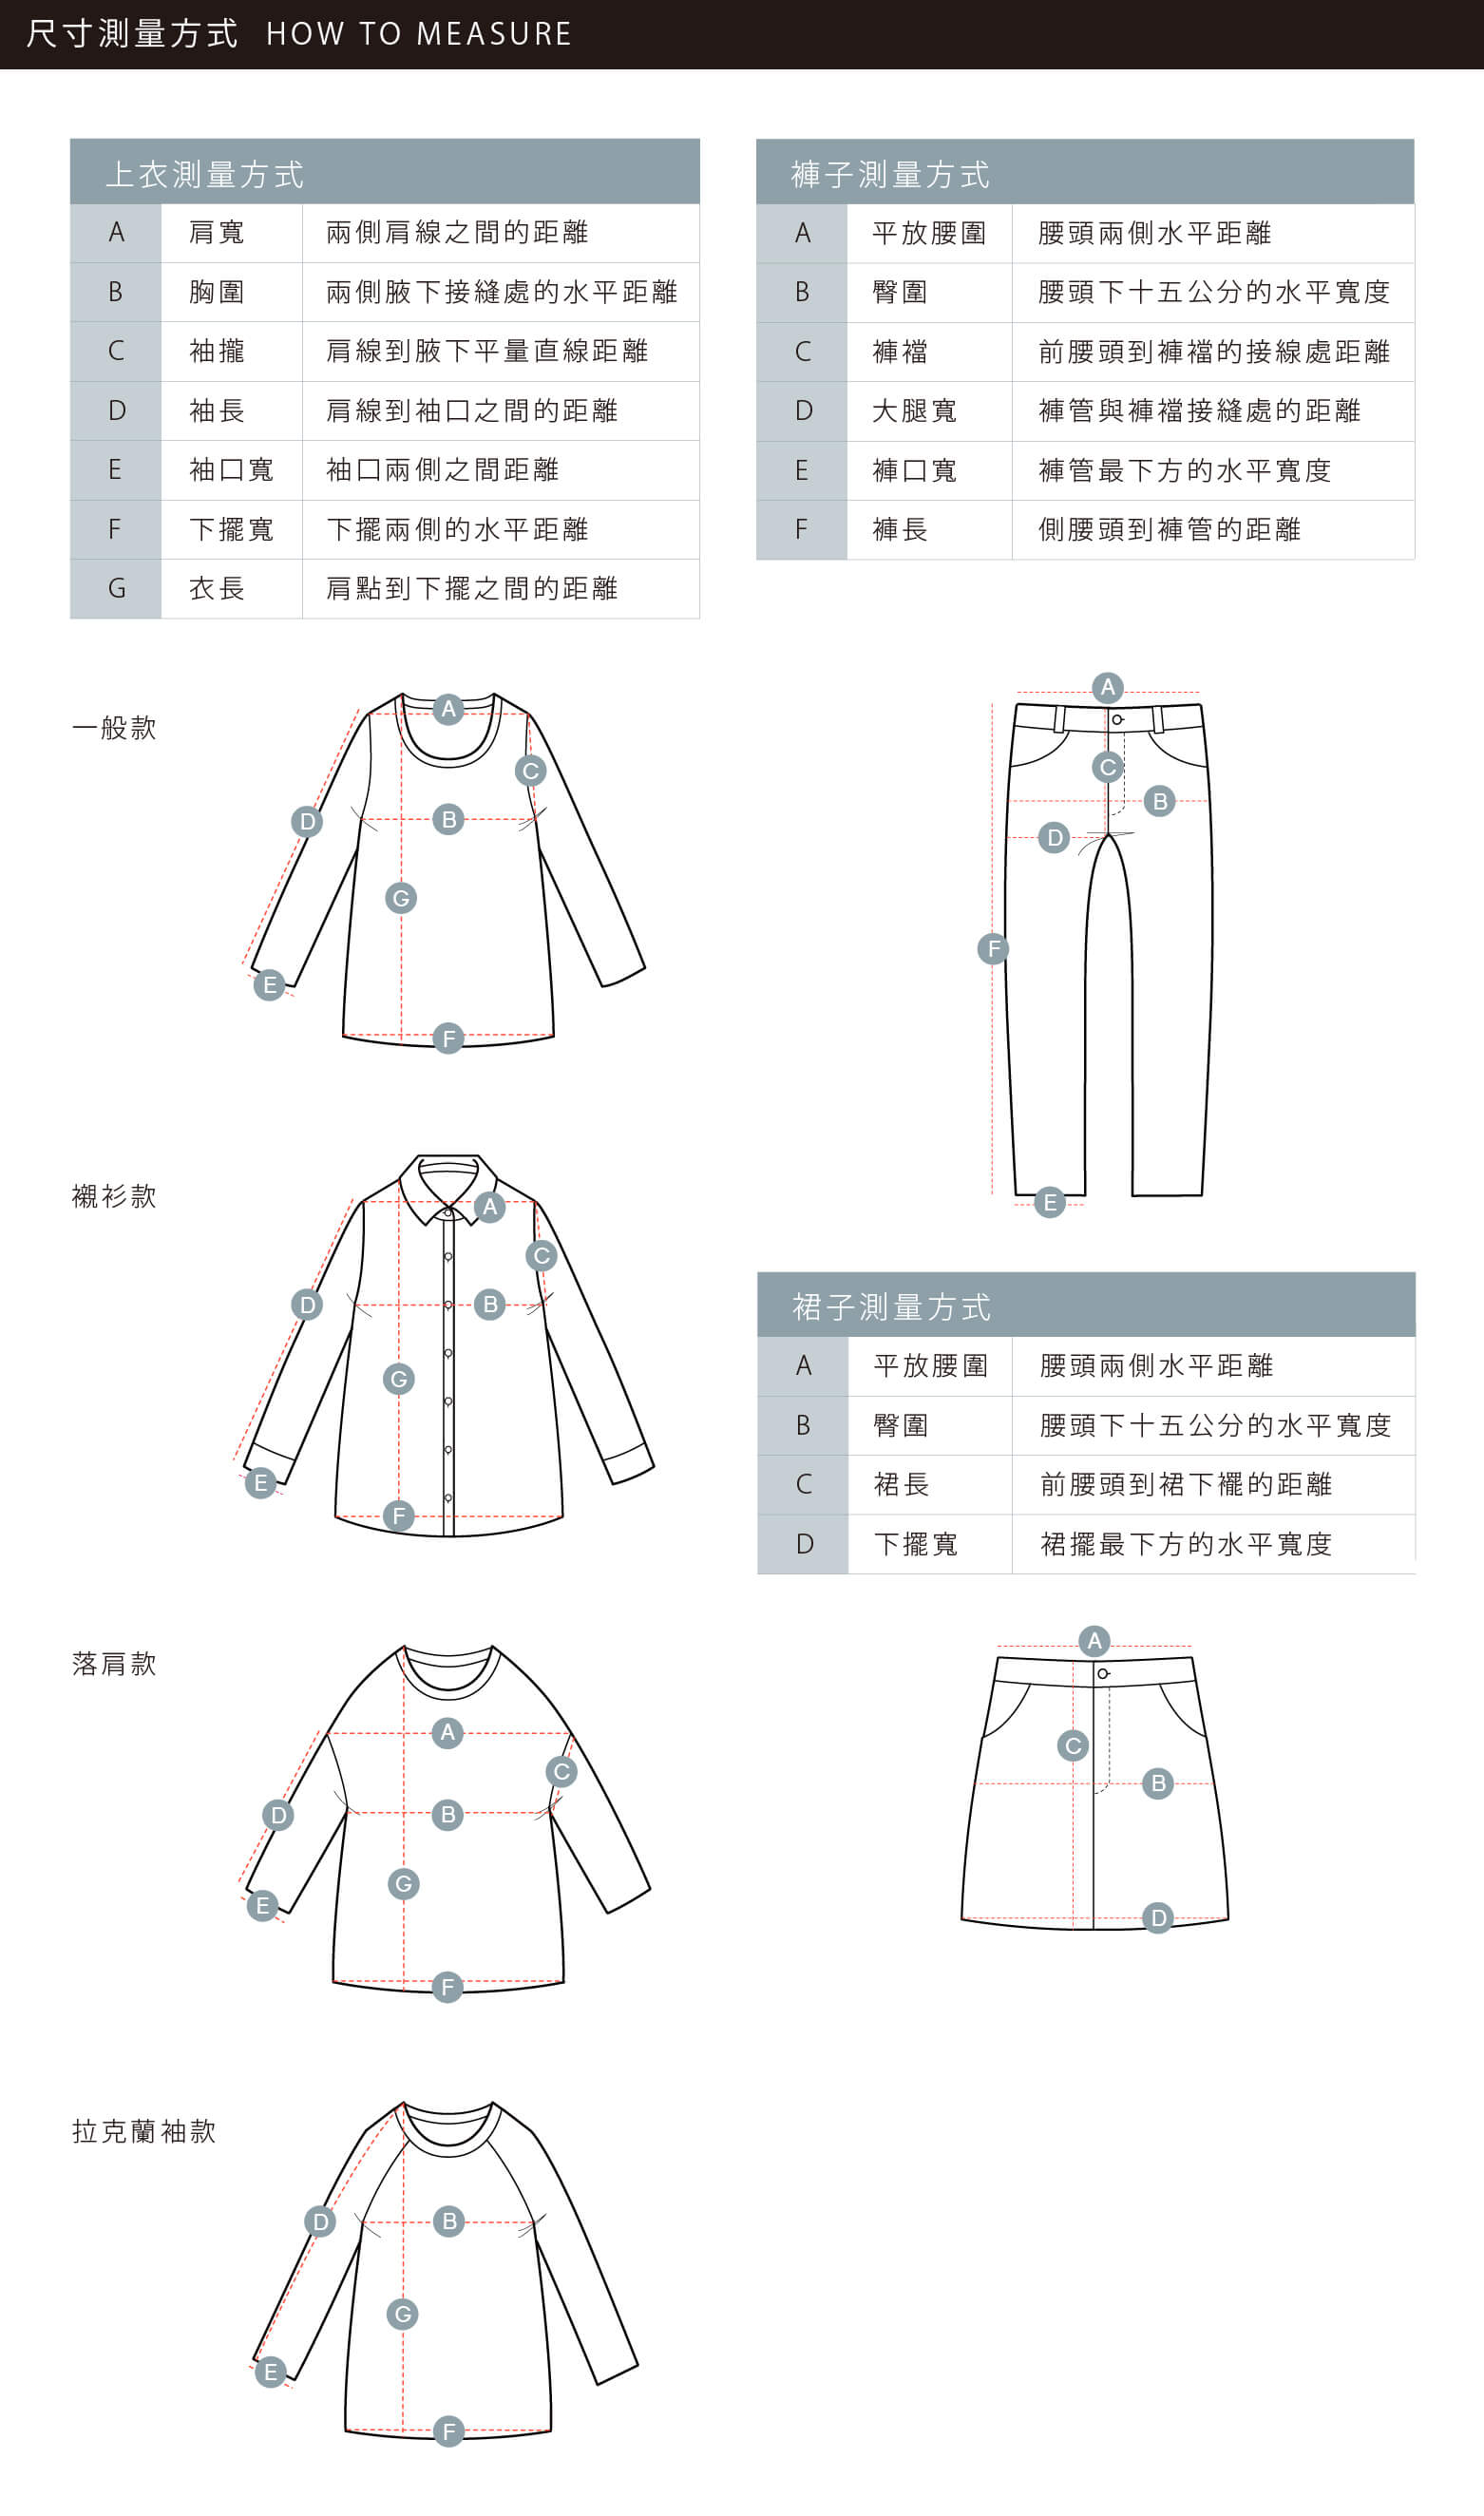 尺寸測量方式 HOW TO MEASURE
上衣測量方式
A 肩寬 兩側肩線之間的距離
B 胸圍 兩側腋下接縫處的水平距離
C 袖攏 肩線到腋下平量直線距離
D 袖長 肩線到袖口之間的距離
E 袖口寬 袖口兩側之間距離
F 下擺寬 下擺兩側的水平距離
G 衣長 肩點到下擺之間的距離
褲子測量方式
A 平放腰圍 腰頭兩側水平距離
B 臀圍 腰頭下十五公分的水平寬度
C 褲襠 前腰頭到褲襠的接線處距離
D 大腿寬 褲管與褲襠接縫處的距離
E 褲口寬 褲管最下方的水平寬度
F 褲長 側腰頭到褲管的距離
一般款
A
C
D
B
G
E
F
A
C
B
D
F
E
襯衫款
A
C
D
B
G
E
F
裙子測量方式
A 平放腰圍 腰頭兩側水平距離
B 臀圍 腰頭下十五公分的水平寬度
C 裙長 前腰頭到裙下襬的距離
D 下擺寬 裙擺最下方的水平寬度
落肩款
A
C
D
B
G
E
F
A
C
B
D
拉克蘭袖款
D
B
G
E
F